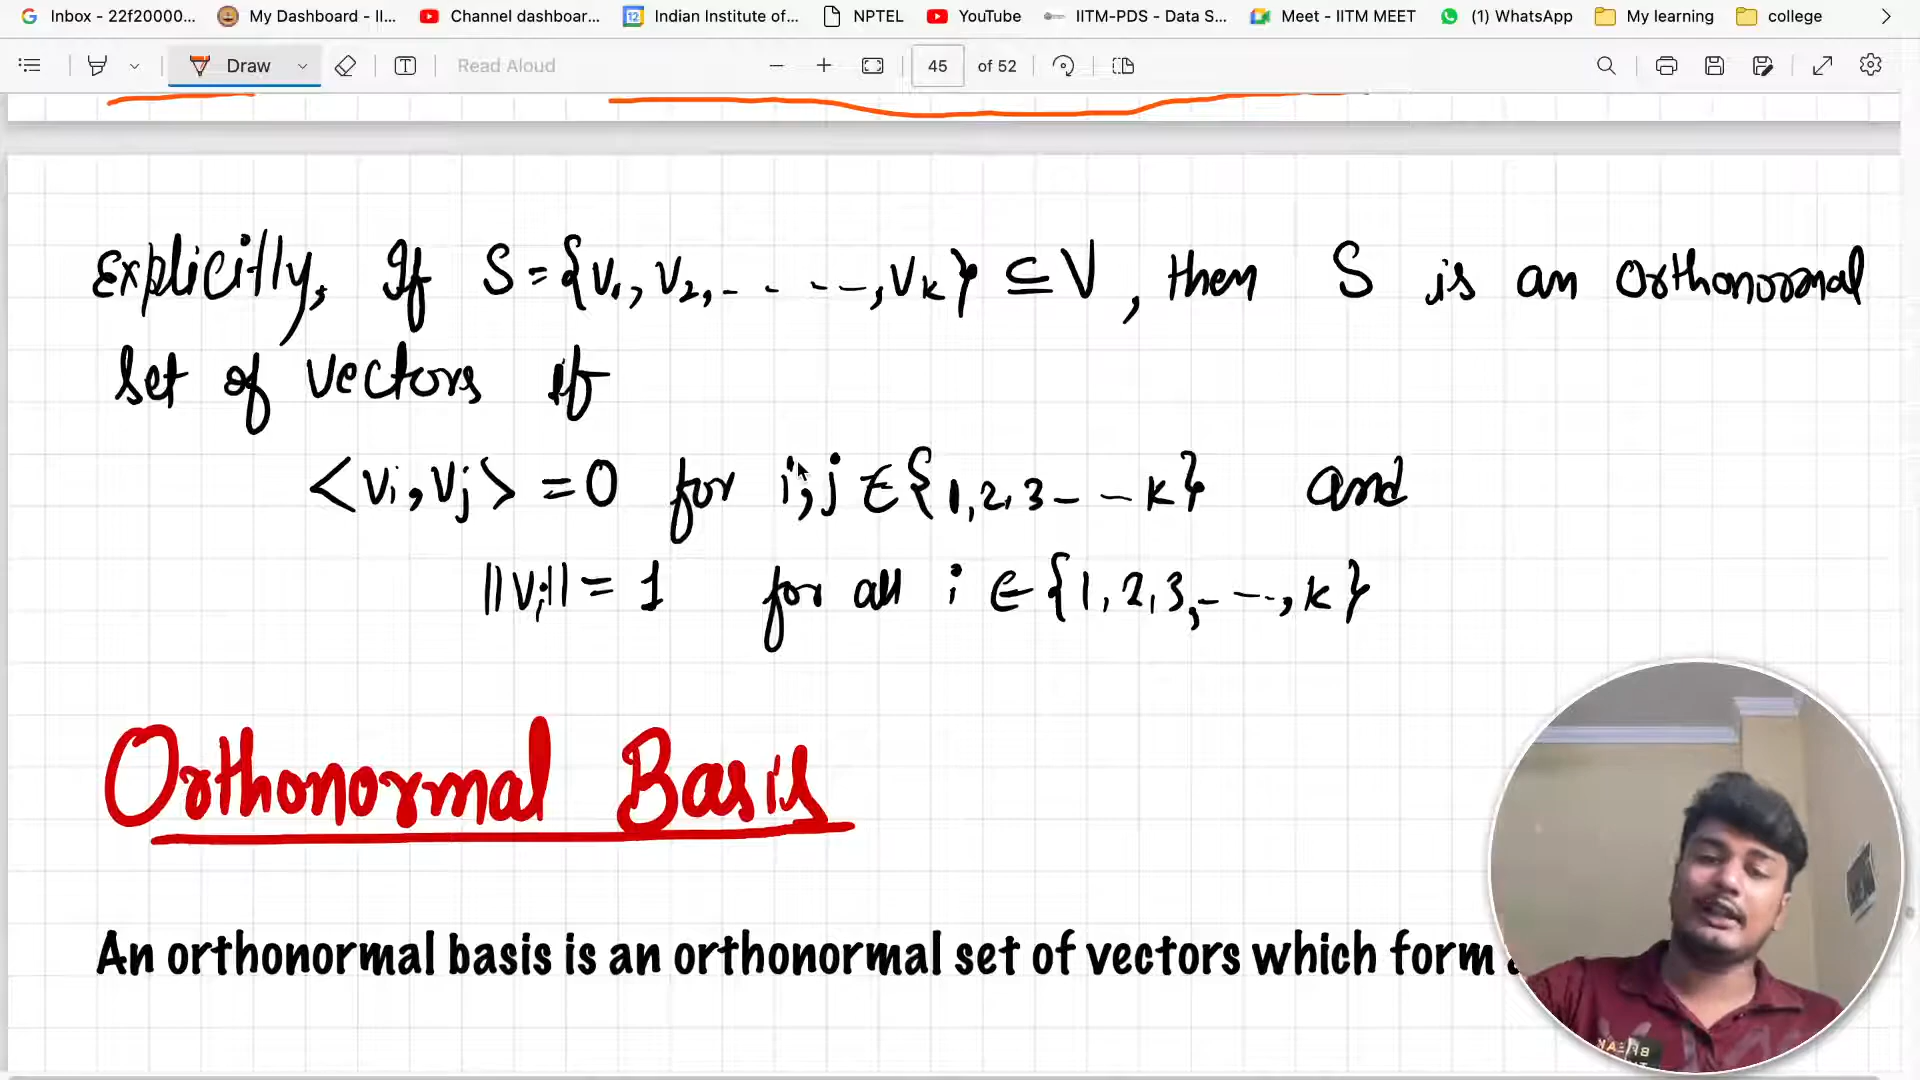 Inbox - 22f20000... My Dashboard - II... Channel dashboar... Indian Institute of... NPTEL YouTube IITM-PDS - Data S... Meet - IITM MEET (1) WhatsApp My learning college
Draw Read Aloud 45 of 52
Explicitly, If S = {v₁, v₂, - - - - -, vₖ} ⊆ V, then S is an orthonormal
set of vectors if
<vᵢ, vⱼ> = 0 for i, j ∈ {1, 2, 3 - - k} and
||vᵢ|| = 1 for all i ∈ {1, 2, 3, - - --, k}
Orthonormal Basis
An orthonormal basis is an orthonormal set of vectors which form